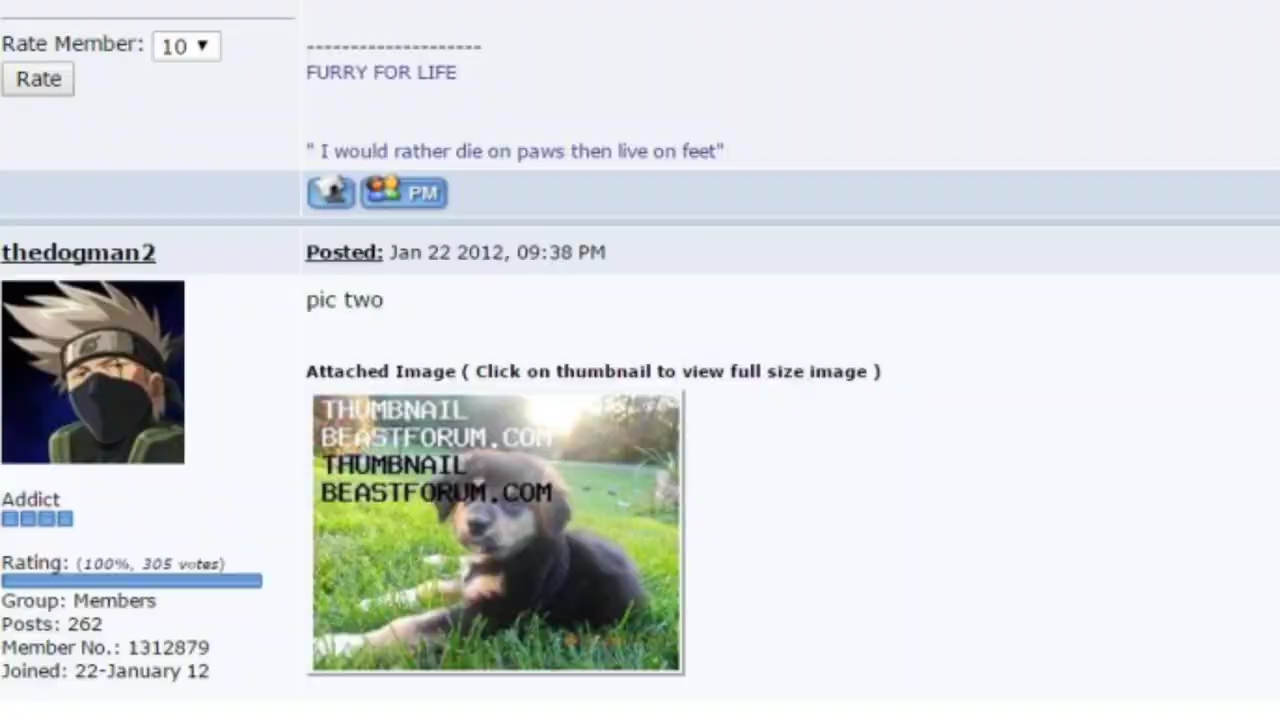 Rate Member: 10
Rate
--------------------
FURRY FOR LIFE
" I would rather die on paws then live on feet"
PM
thedogman2
Posted: Jan 22 2012, 09:38 PM
pic two
Attached Image ( Click on thumbnail to view full size image )
THUMBNAIL
BEASTFORUM.COM
THUMBNAIL
BEASTFORUM.COM
Addict
Rating: (100%, 305 votes)
Group: Members
Posts: 262
Member No.: 1312879
Joined: 22-January 12